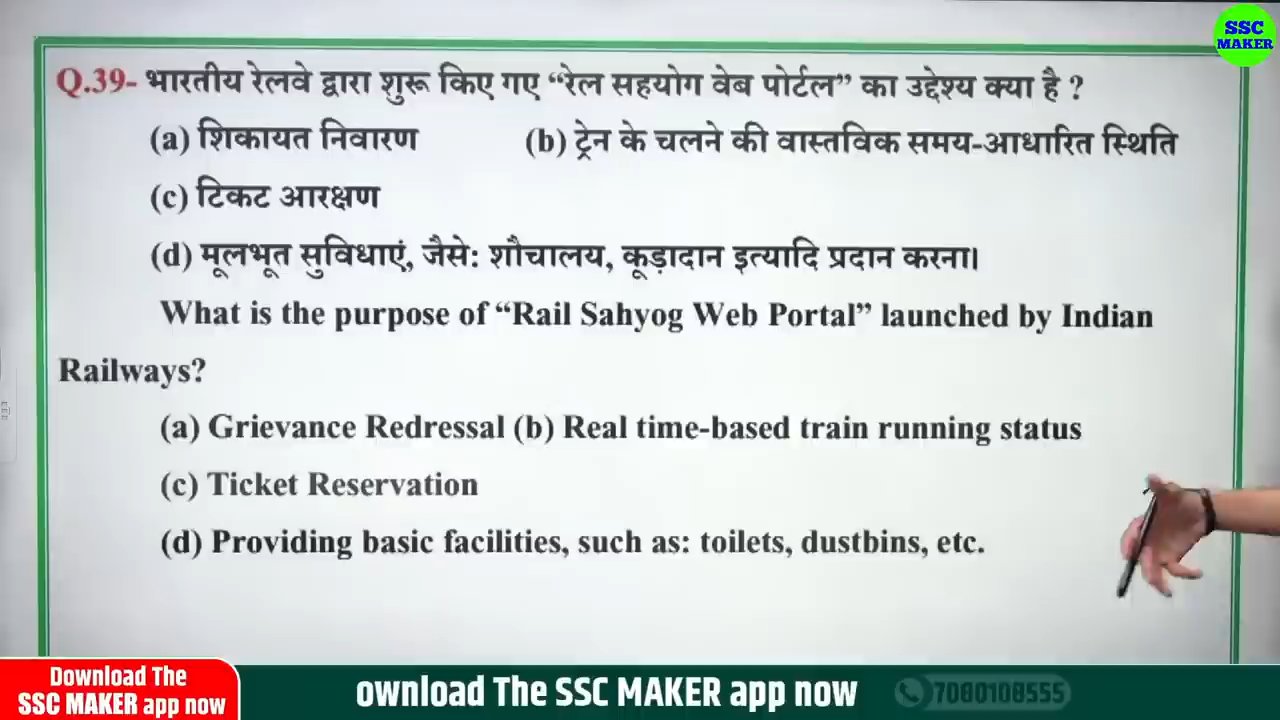 SSC
MAKER
Q.39- भारतीय रेलवे द्वारा शुरू किए गए “रेल सहयोग वेब पोर्टल” का उद्देश्य क्या है ?
(a) शिकायत निवारण (b) ट्रेन के चलने की वास्तविक समय-आधारित स्थिति
(c) टिकट आरक्षण
(d) मूलभूत सुविधाएं, जैसे: शौचालय, कूड़ादान इत्यादि प्रदान करना।
What is the purpose of “Rail Sahyog Web Portal” launched by Indian
Railways?
(a) Grievance Redressal (b) Real time-based train running status
(c) Ticket Reservation
(d) Providing basic facilities, such as: toilets, dustbins, etc.
Download The
SSC MAKER app now
ownload The SSC MAKER app now
7080108555